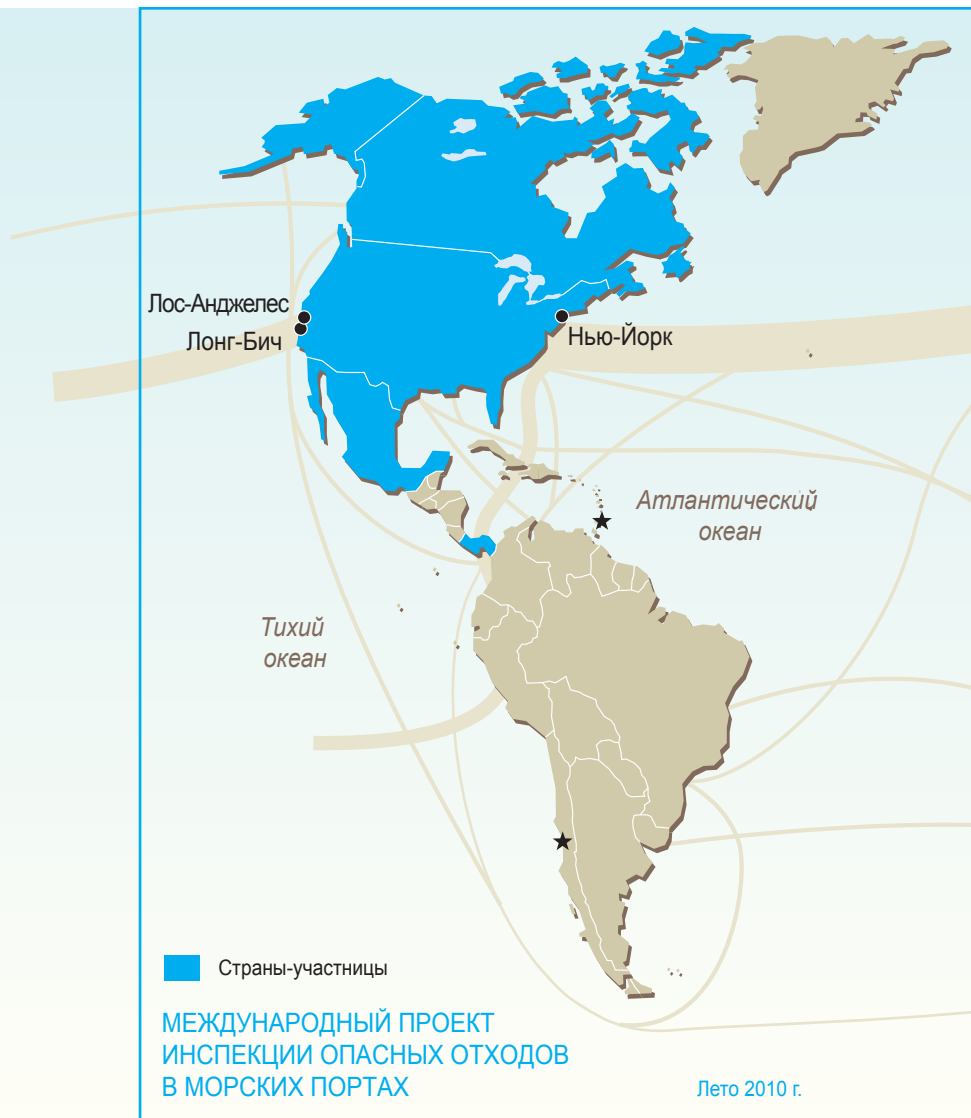 Лос-Анджелес
Лонг-Бич
Нью-Йорк
Атлантический
океан
Тихий
океан
Страны-участницы
МЕЖДУНАРОДНЫЙ ПРОЕКТ
ИНСПЕКЦИИ ОПАСНЫХ ОТХОДОВ
В МОРСКИХ ПОРТАХ
Лето 2010 г.